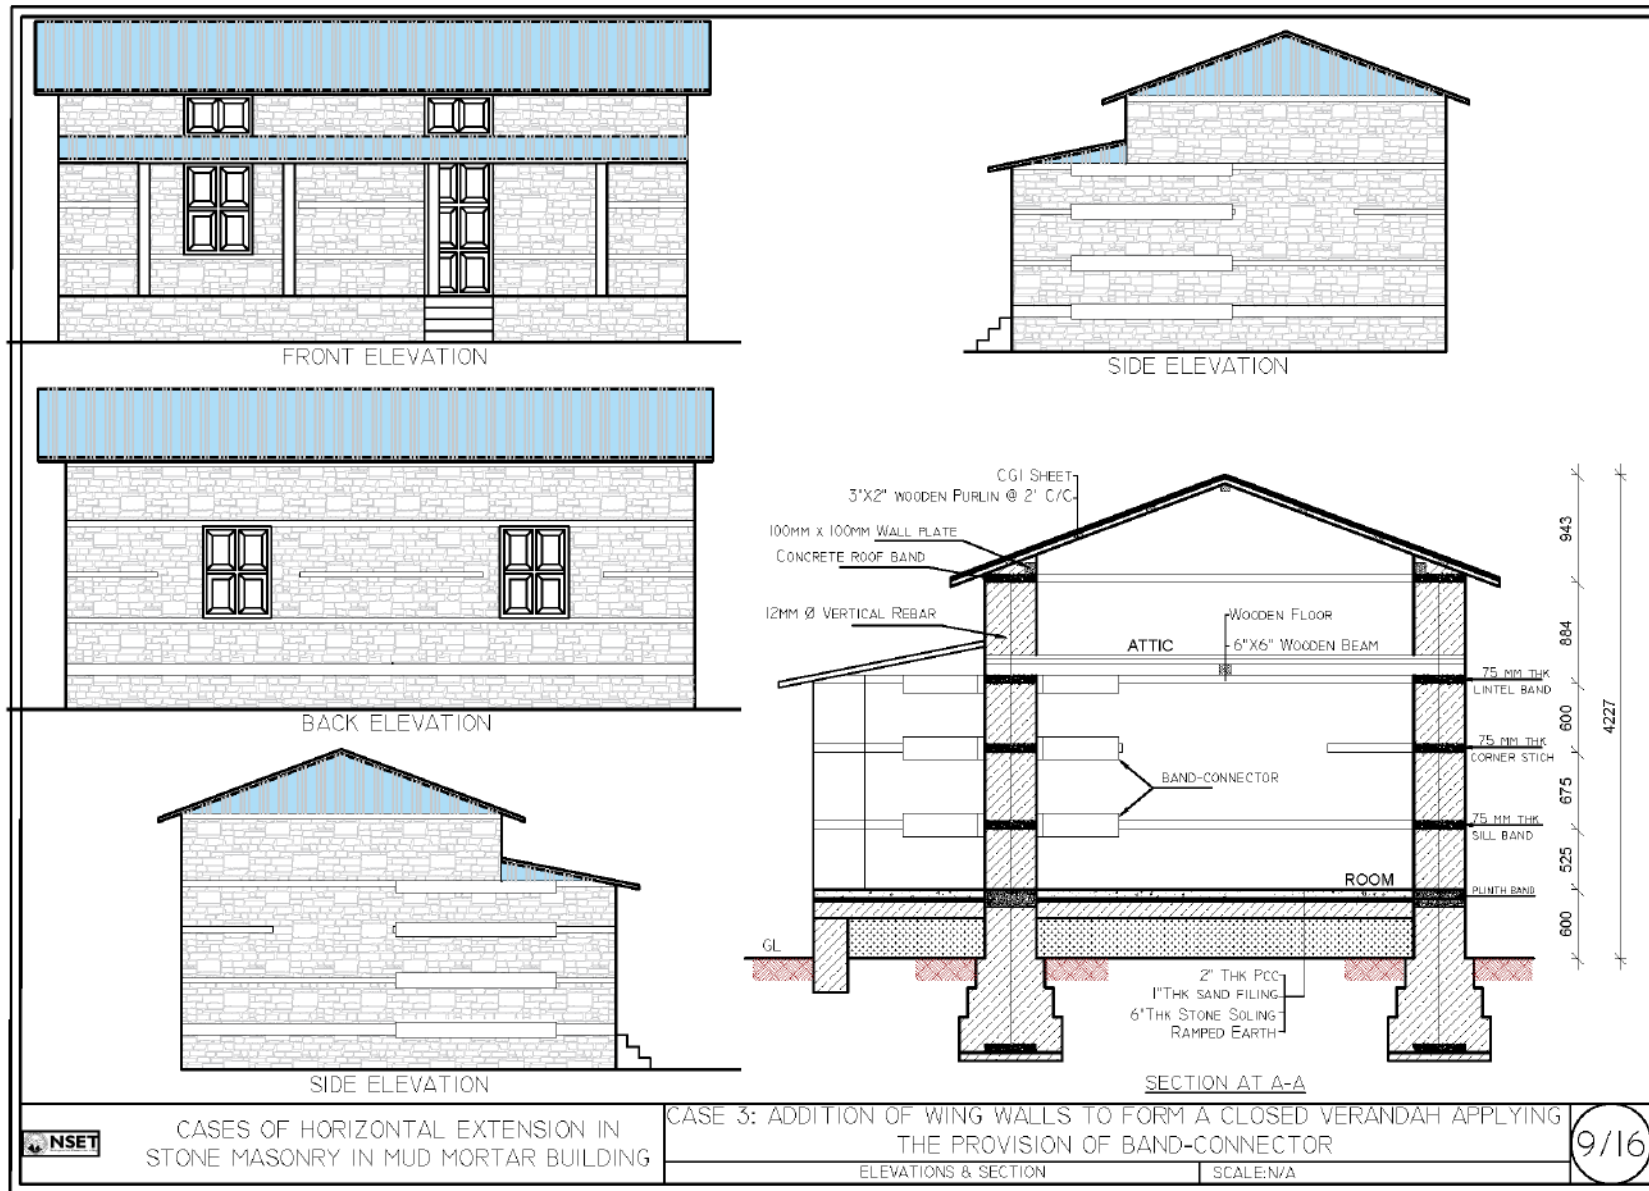 FRONT ELEVATION
SIDE ELEVATION
BACK ELEVATION
SIDE ELEVATION
CGI SHEET
3"X2" WOODEN PURLIN @ 2' C/C
100MM X 100MM WALL PLATE
CONCRETE ROOF BAND
12MM Ø VERTICAL REBAR
WOODEN FLOOR
ATTIC
6"X6" WOODEN BEAM
75 MM THK
LINTEL BAND
75 MM THK
CORNER STICH
BAND-CONNECTOR
75 MM THK
SILL BAND
ROOM
PLINTH BAND
GL
2" THK PCC
1"THK SAND FILING
6"THK STONE SOLING
RAMPED EARTH
943
884
600
675
525
600
4227
SECTION AT A-A
NSET
CASES OF HORIZONTAL EXTENSION IN
STONE MASONRY IN MUD MORTAR BUILDING
CASE 3: ADDITION OF WING WALLS TO FORM A CLOSED VERANDAH APPLYING
THE PROVISION OF BAND-CONNECTOR
ELEVATIONS & SECTION
SCALE:N/A
9/16